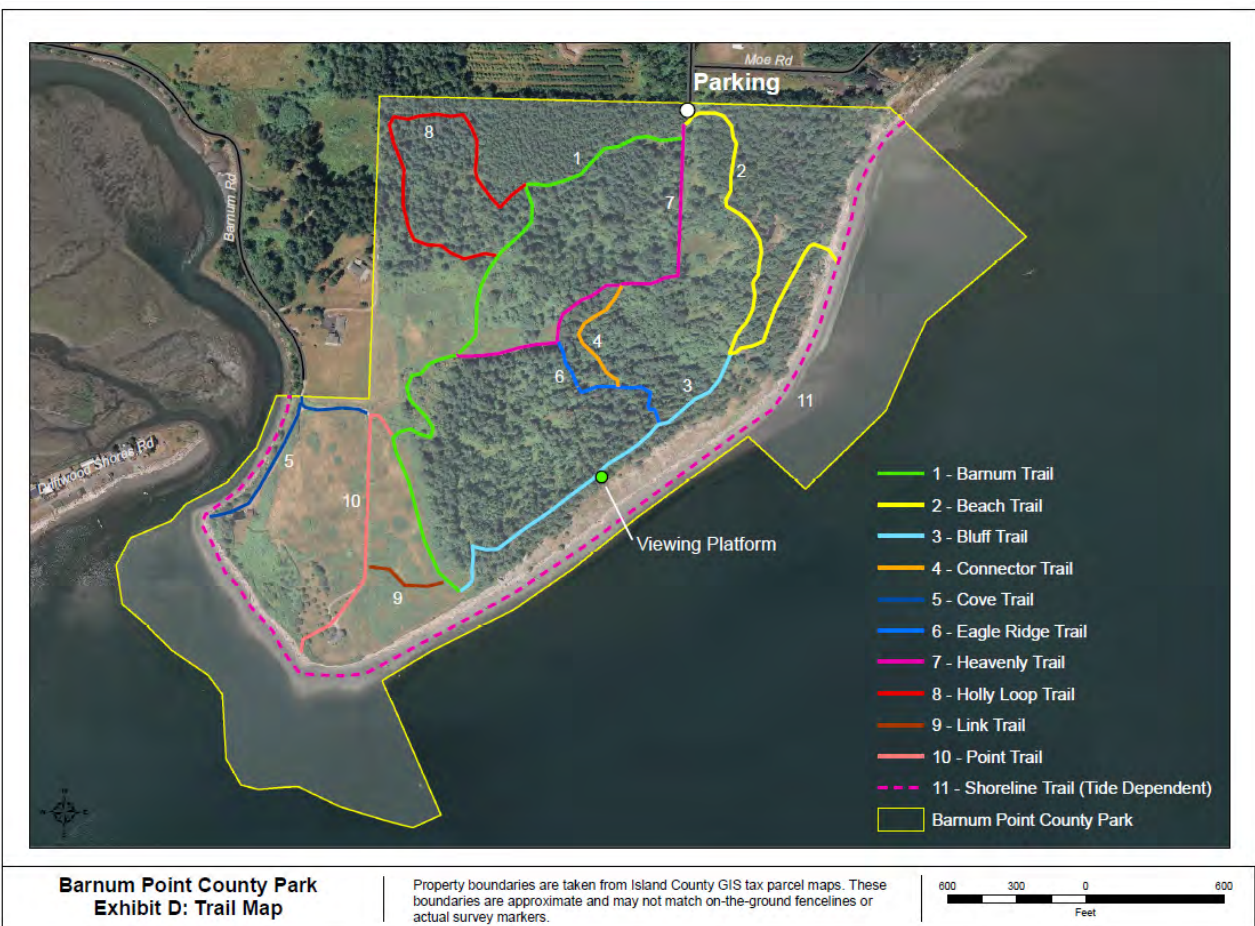 Moe Rd
Parking
8
1
2
7
Barnum Rd
4
6
3
11
5
Driftwood Shores Rd
10
Viewing Platform
9
1 - Barnum Trail
2 - Beach Trail
3 - Bluff Trail
4 - Connector Trail
5 - Cove Trail
6 - Eagle Ridge Trail
7 - Heavenly Trail
8 - Holly Loop Trail
9 - Link Trail
10 - Point Trail
11 - Shoreline Trail (Tide Dependent)
Barnum Point County Park
N
W E
S
Barnum Point County Park
Exhibit D: Trail Map
Property boundaries are taken from Island County GIS tax parcel maps. These
boundaries are approximate and may not match on-the-ground fencelines or
actual survey markers.
600 300 0 600
Feet